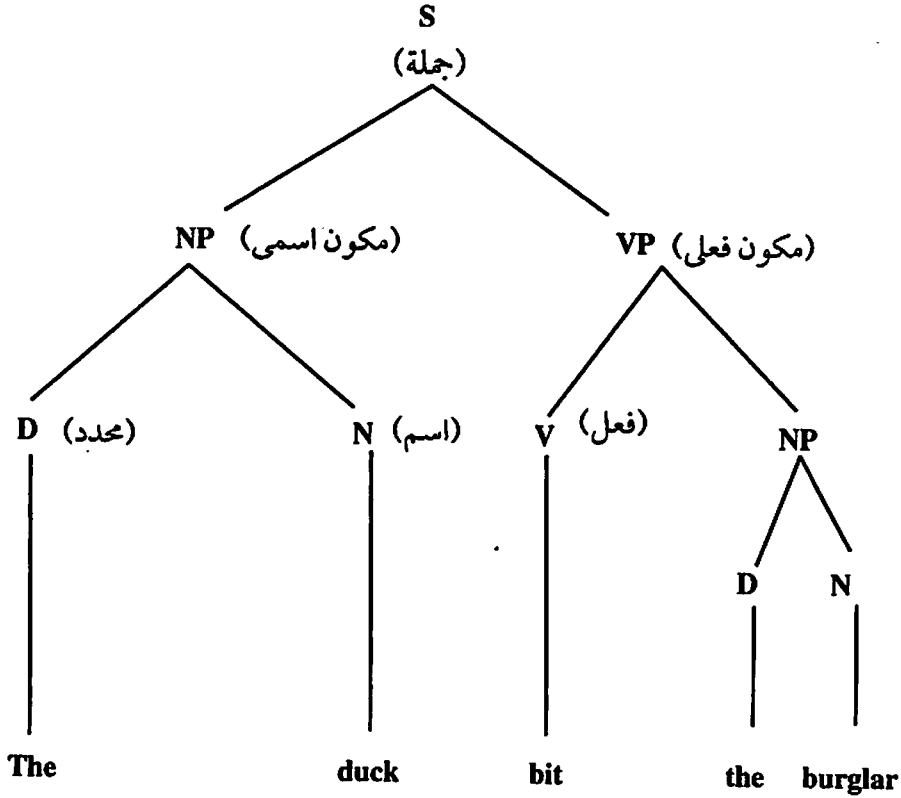 S
(جملة)
NP (مكون اسمى) VP (مكون فعلى)
D (محدد) N (اسم) V (فعل) NP
D N
The duck bit the burglar